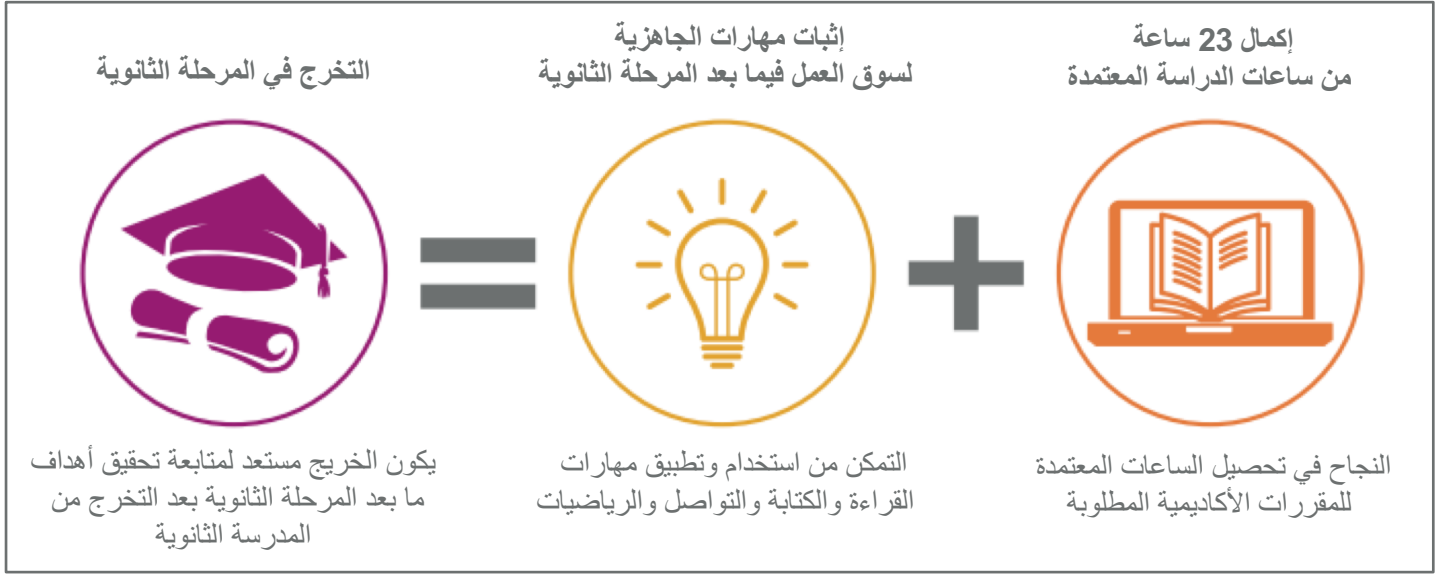 إكمال 23 ساعة
من ساعات الدراسة المعتمدة
النجاح في تحصيل الساعات المعتمدة
للمقررات الأكاديمية المطلوبة
إثبات مهارات الجاهزية
لسوق العمل فيما بعد المرحلة الثانوية
التمكن من استخدام وتطبيق مهارات
القراءة والكتابة والتواصل والرياضيات
التخرج في المرحلة الثانوية
يكون الخريج مستعد لمتابعة تحقيق أهداف
ما بعد المرحلة الثانوية بعد التخرج من
المدرسة الثانوية